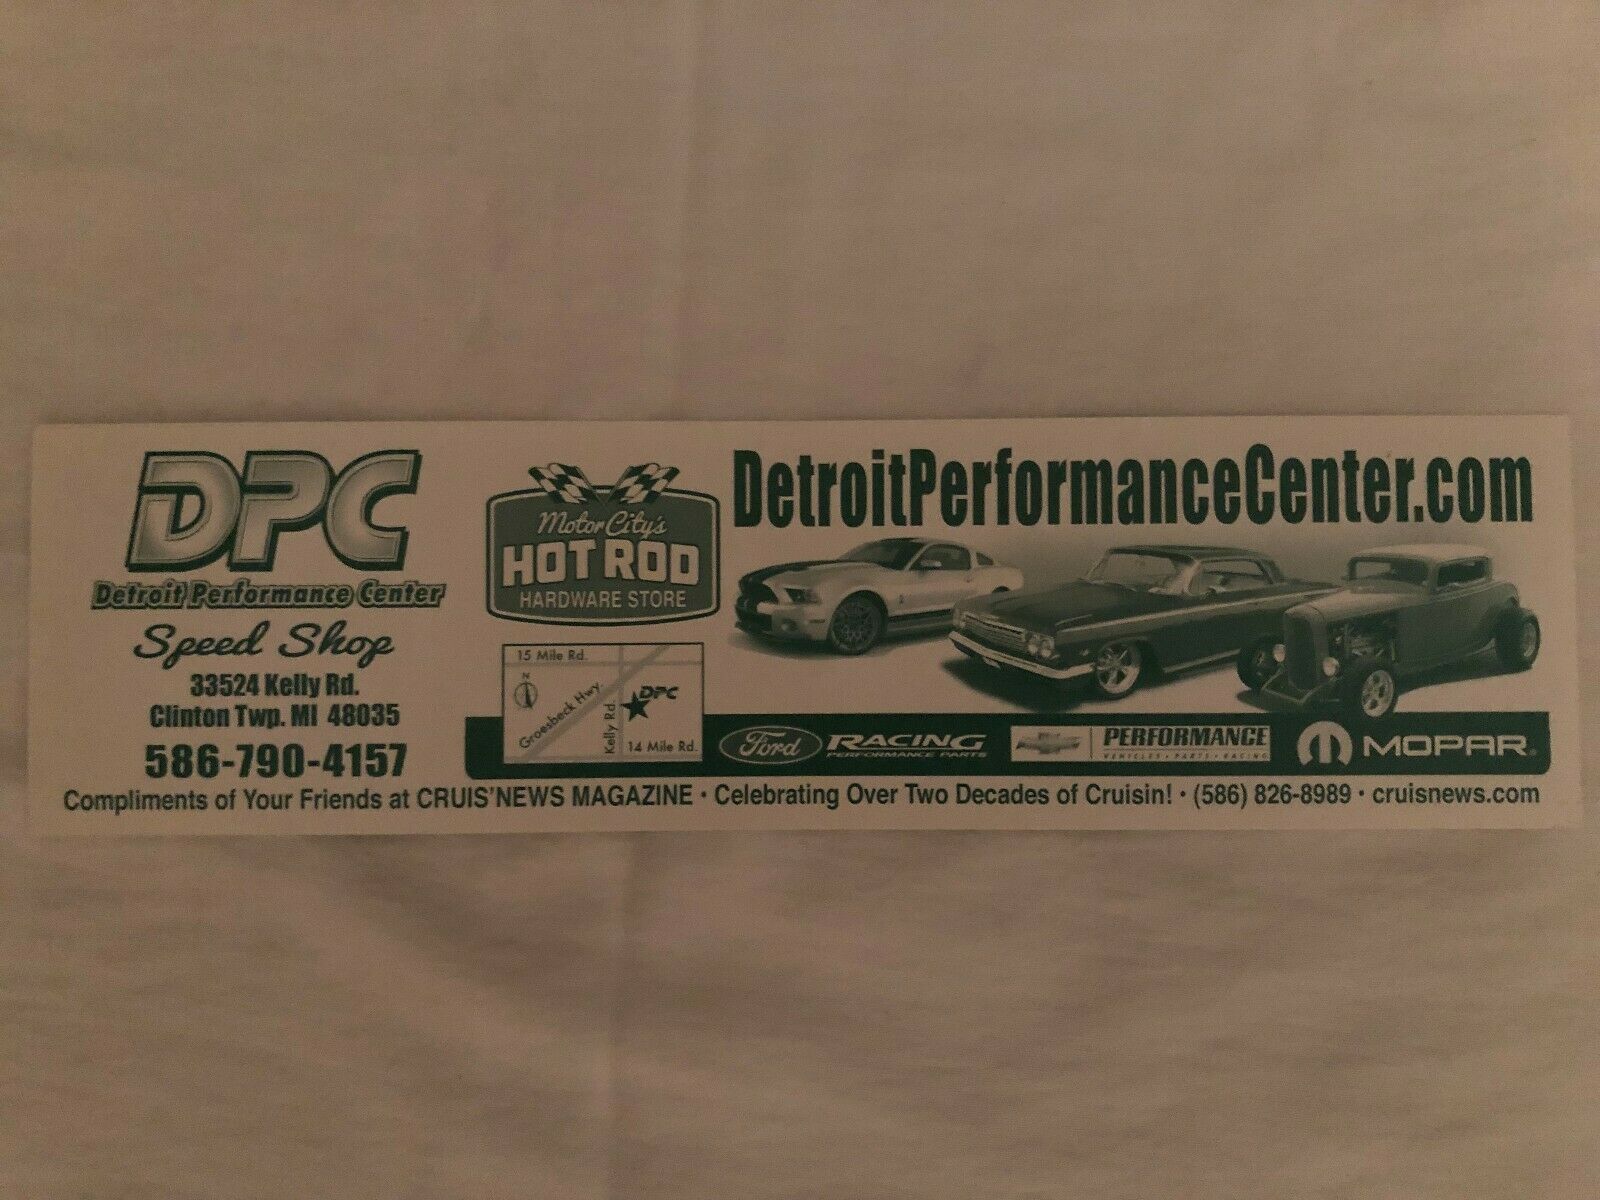 DPC
Detroit Performance Center
Speed Shop
33524 Kelly Rd.
Clinton Twp. MI 48035
586-790-4157
Motor City's
HOT ROD
HARDWARE STORE
15 Mile Rd.
N
Groesbeck Hwy.
Kelly Rd.
DPC
14 Mile Rd.
DetroitPerformanceCenter.com
Ford RACING
PERFORMANCE PARTS
PERFORMANCE
VEHICLES • PARTS • RACING
MOPAR
Compliments of Your Friends at CRUIS'NEWS MAGAZINE • Celebrating Over Two Decades of Cruisin! • (586) 826-8989 • cruisnews.com